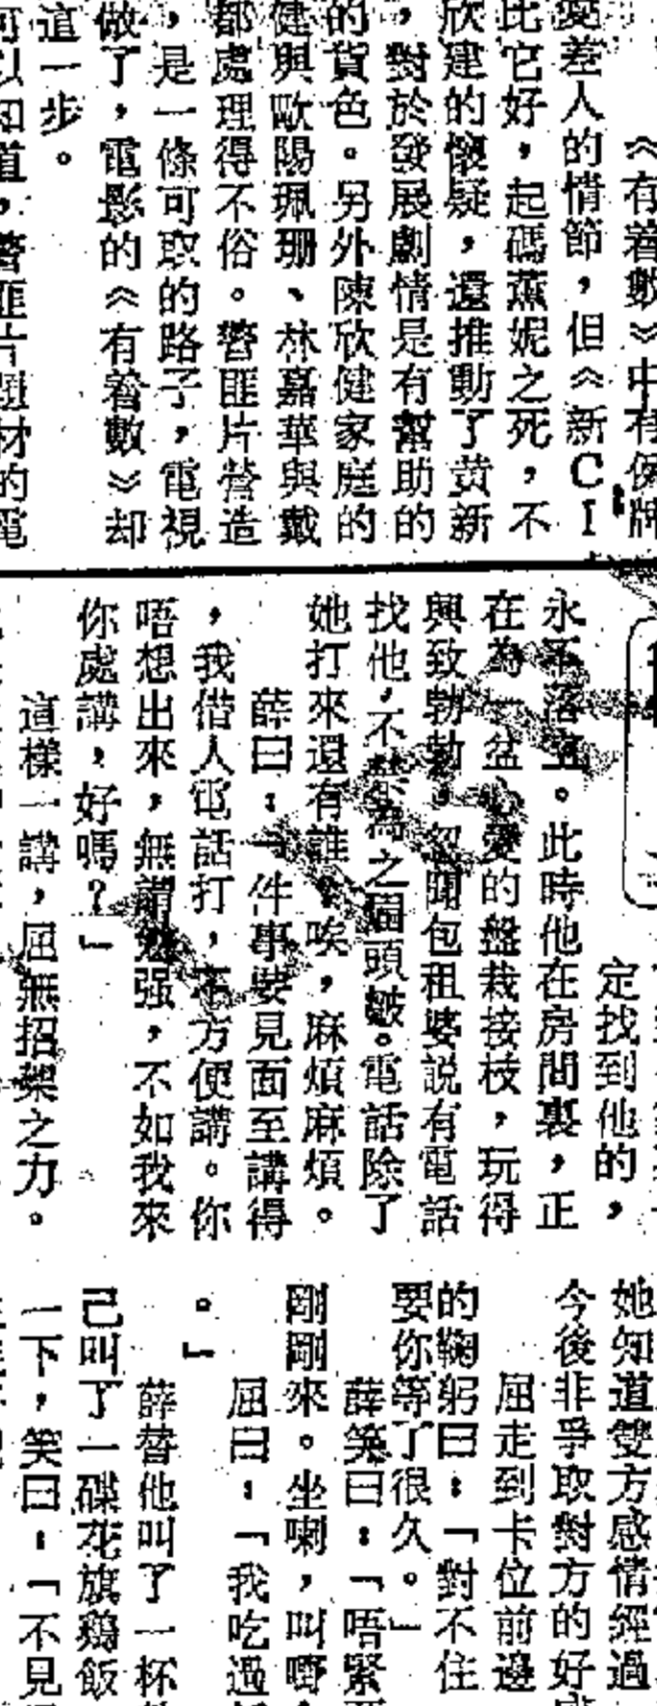 《有着數》中有
變差人的情節，但《新CI
比它好，起碼蕉妮之死，不
欣建的懷疑，還推動了黄新
，對於發展劇情是有幫助的
的貨色。另外陳欣健家庭的
健與歐陽珮珊、林嘉華與戴
都處理得不俗。警匪片營造
，是一條可取的路子，電視
做了，電影的《有着數》却
這一步。
可以知道，警匪片題材的電
定找到他的，
永不落空。此時他在房間裏，正
在為一盆心愛的盤栽接枝，玩得
興致勃勃，忽聞包租婆説有電話
找他，不禁為之眉頭皺。電話除了
她打來還有誰？唉，麻煩麻煩。
薛曰：「件事要見面至講得
，我借人電話打，不方便講。你
唔想出來，無謂勉强，不如我來
你處講，好嗎？」
這樣一講，屈無招架之力。
她知道雙方感情經過
今後非爭取對方的好
屈走到卡位前邊
的鞠躬曰：「對不住
要你等了很久。」
薛笑曰：「唔緊
剛剛來。坐喇，叫嘢
屈曰：「我吃過
。」
薛替他叫了一杯
己叫了一碟花旗鷄飯
一下，笑曰：「不見